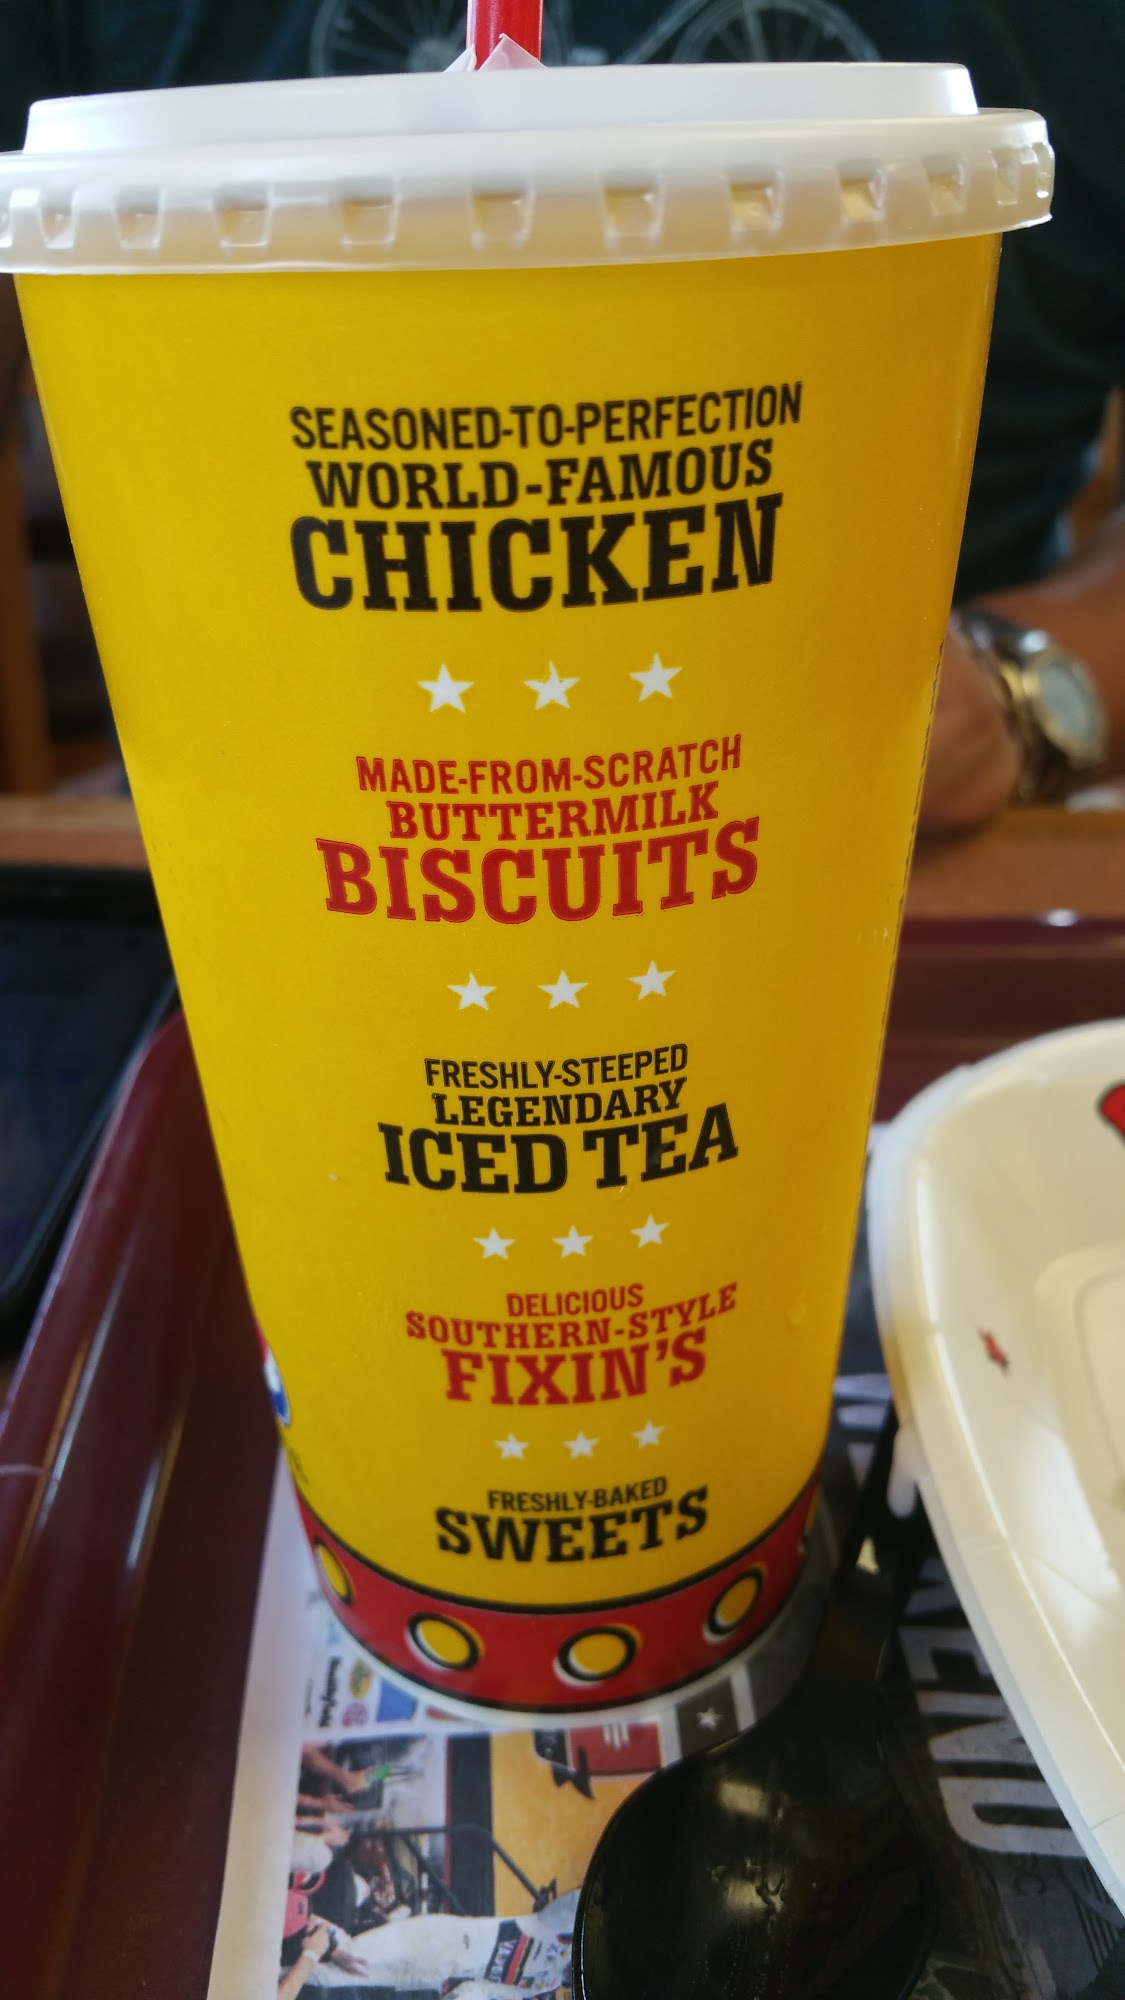 SEASONED-TO-PERFECTION
WORLD-FAMOUS
CHICKEN
MADE-FROM-SCRATCH
BUTTERMILK
BISCUITS
FRESHLY-STEEPED
LEGENDARY
ICED TEA
DELICIOUS
SOUTHERN-STYLE
FIXIN'S
FRESHLY-BAKED
SWEETS